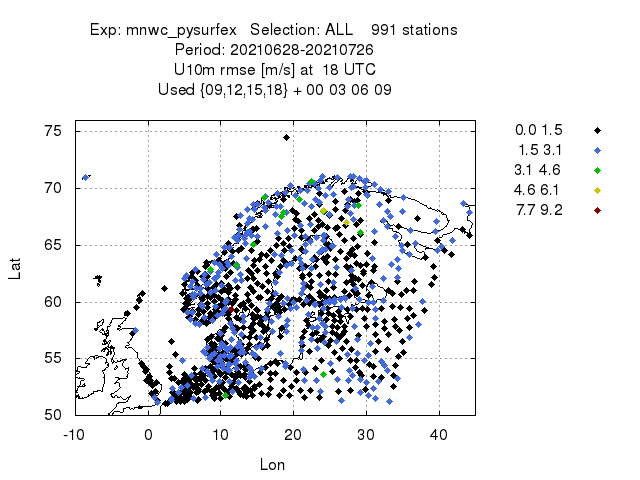 Exp: mnwc_pysurfex   Selection: ALL    991 stations
Period: 20210628-20210726
U10m rmse [m/s] at  18 UTC
Used {09,12,15,18} + 00 03 06 09
75
70
65
60
55
50
Lat
-10
0
10
20
30
40
Lon
0.0 1.5
1.5 3.1
3.1 4.6
4.6 6.1
7.7 9.2